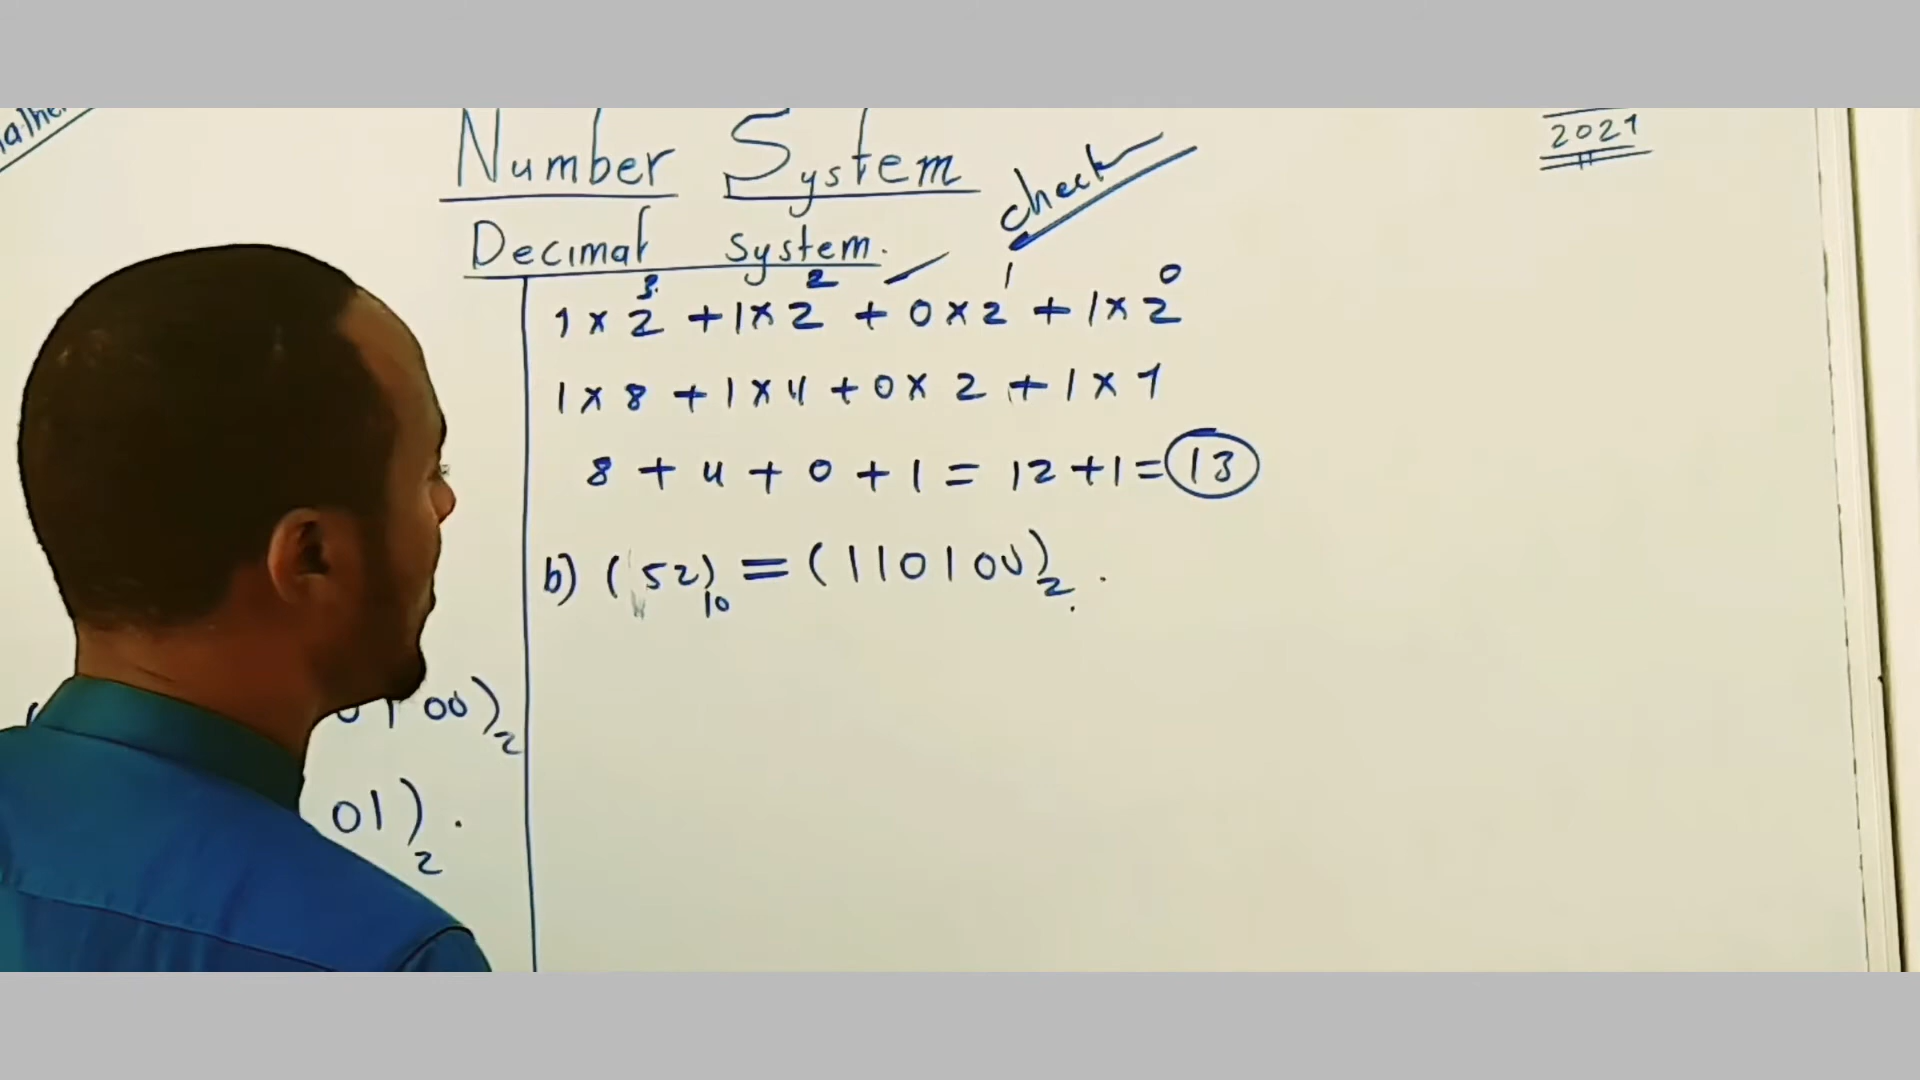 Number System
2021
check
Decimal system.
1 × 2³ + 1 × 2² + 0 × 2¹ + 1 × 2⁰
1 × 8 + 1 × 4 + 0 × 2 + 1 × 1
8 + 4 + 0 + 1 = 12 + 1 = 13
b) (52)₁₀ = (110100)₂.
00)₂
01)₂.